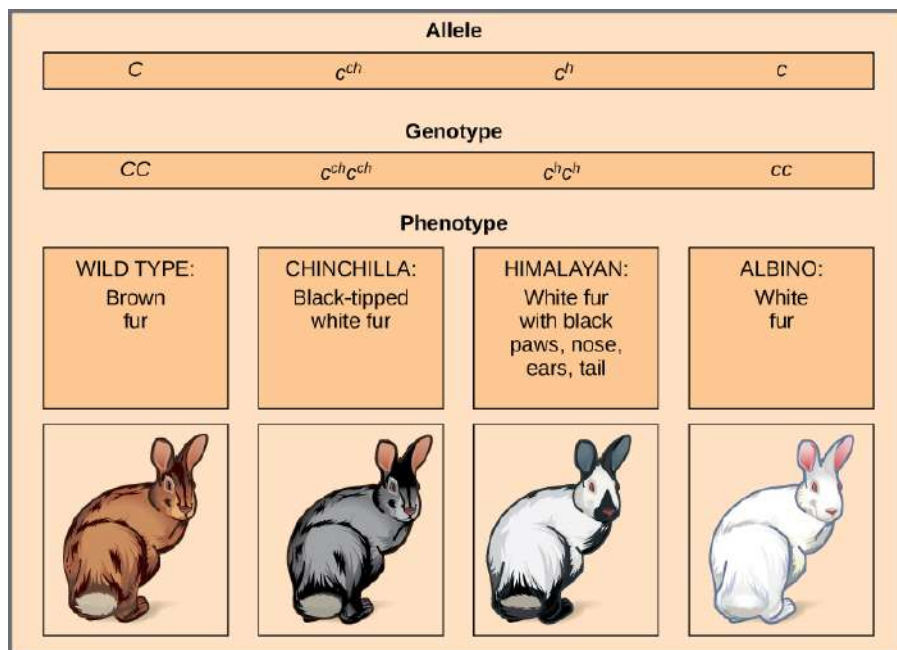 Allele
C c^ch c^h c
Genotype
CC c^chc^ch c^hc^h cc
Phenotype
WILD TYPE:
Brown
fur
CHINCHILLA:
Black-tipped
white fur
HIMALAYAN:
White fur
with black
paws, nose,
ears, tail
ALBINO:
White
fur